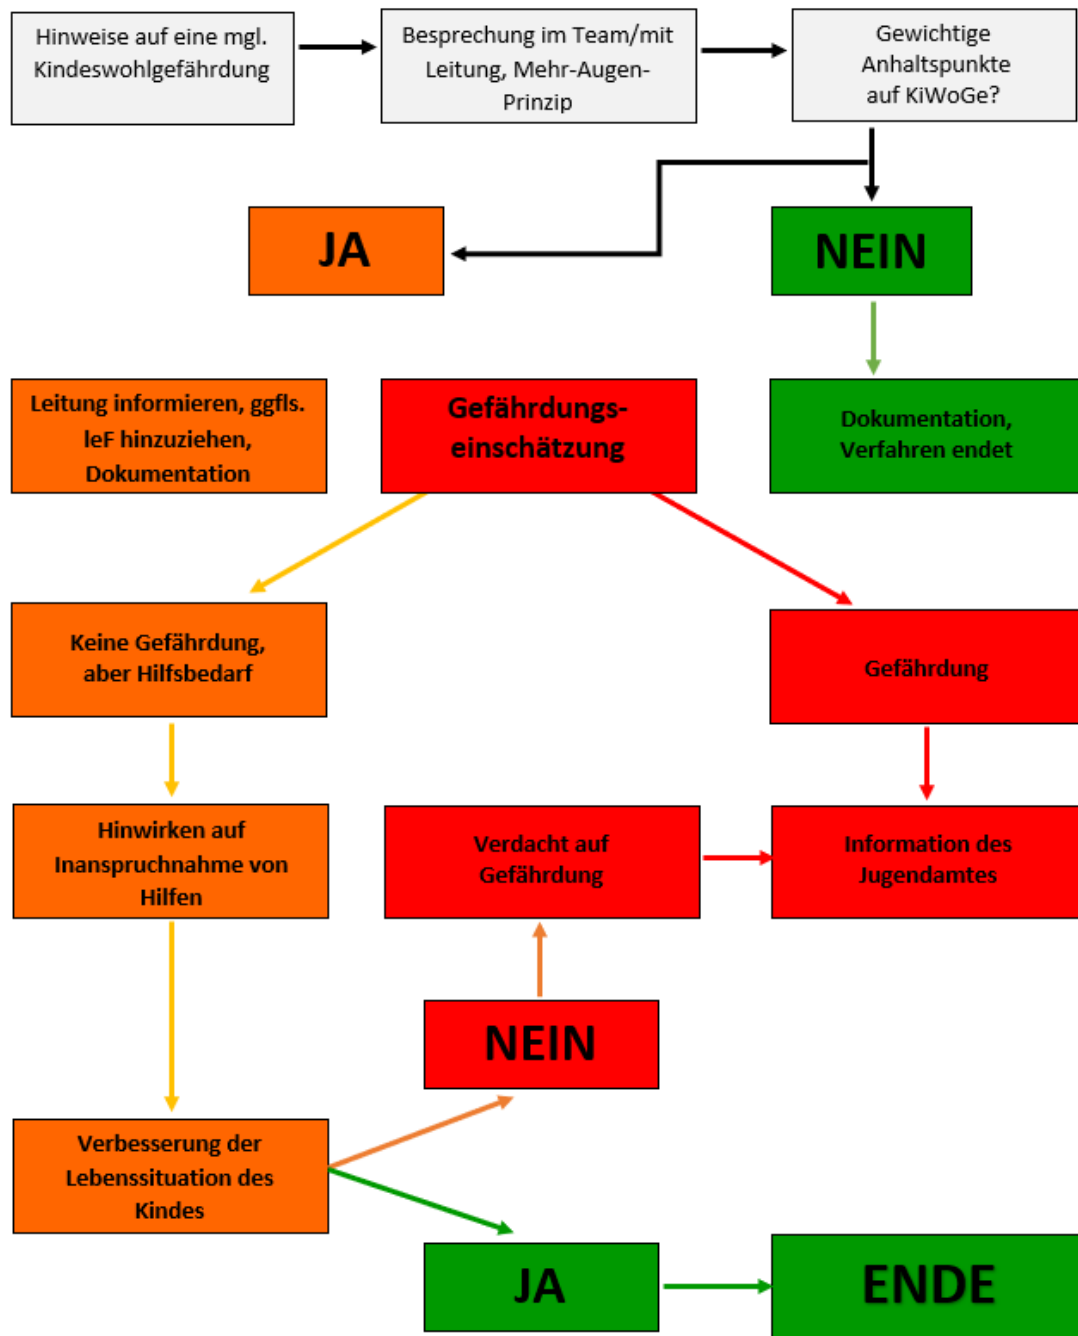 Hinweise auf eine mgl.
Kindeswohlgefährdung
Besprechung im Team/mit
Leitung, Mehr-Augen-
Prinzip
Gewichtige
Anhaltspunkte
auf KiWoGe?
JA
NEIN
Leitung informieren, ggfls.
IeF hinzuziehen,
Dokumentation
Gefährdungs-
einschätzung
Dokumentation,
Verfahren endet
Keine Gefährdung,
aber Hilfsbedarf
Gefährdung
Hinwirken auf
Inanspruchnahme von
Hilfen
Verdacht auf
Gefährdung
Information des
Jugendamtes
NEIN
Verbesserung der
Lebenssituation des
Kindes
JA
ENDE